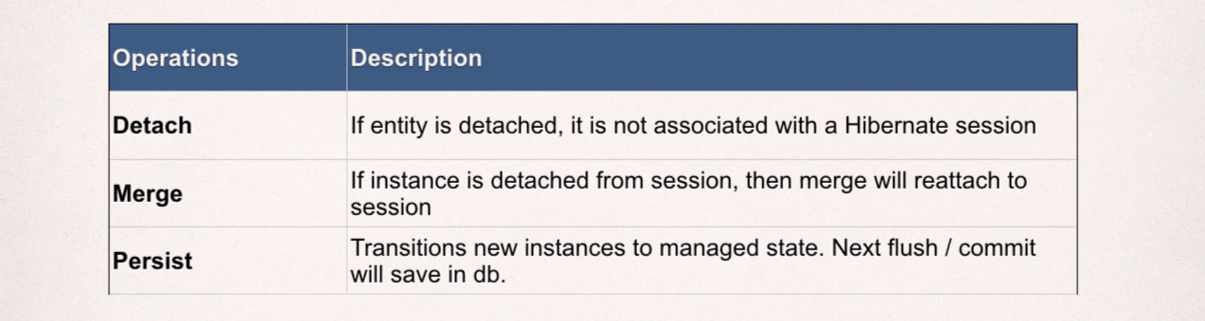 Operations Description
Detach If entity is detached, it is not associated with a Hibernate session
Merge If instance is detached from session, then merge will reattach to
session
Persist Transitions new instances to managed state. Next flush / commit
will save in db.